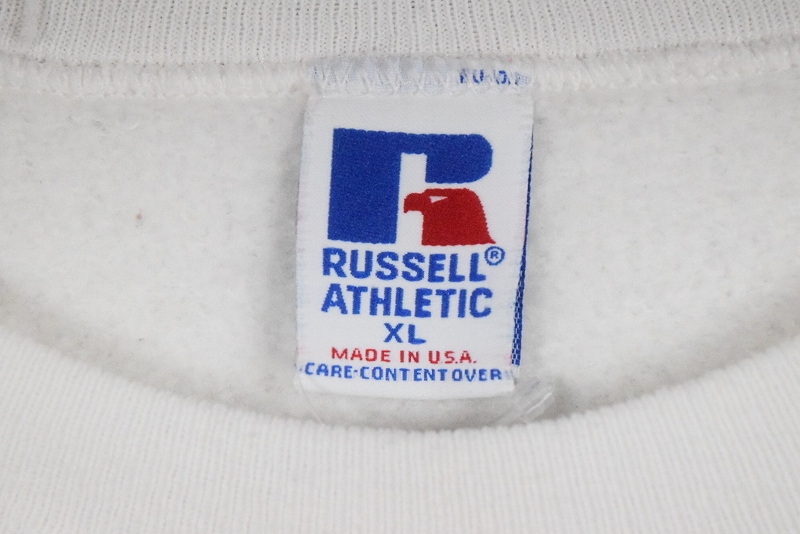 RUSSELL®
ATHLETIC
XL
MADE IN U.S.A.
CARE-CONTENT OVER